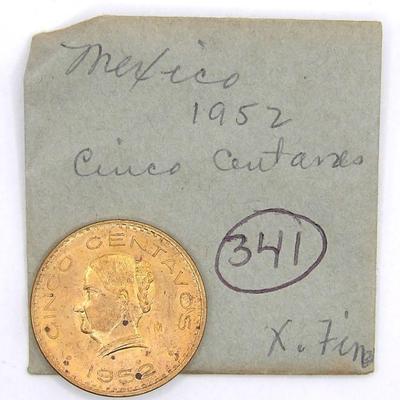 Mexico
1952
Cinco Centavos
341
X. Fine
CINCO CENTAVOS
1952